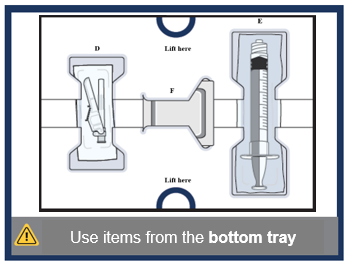 E
D
Lift here
F
Lift here
Use items from the bottom tray